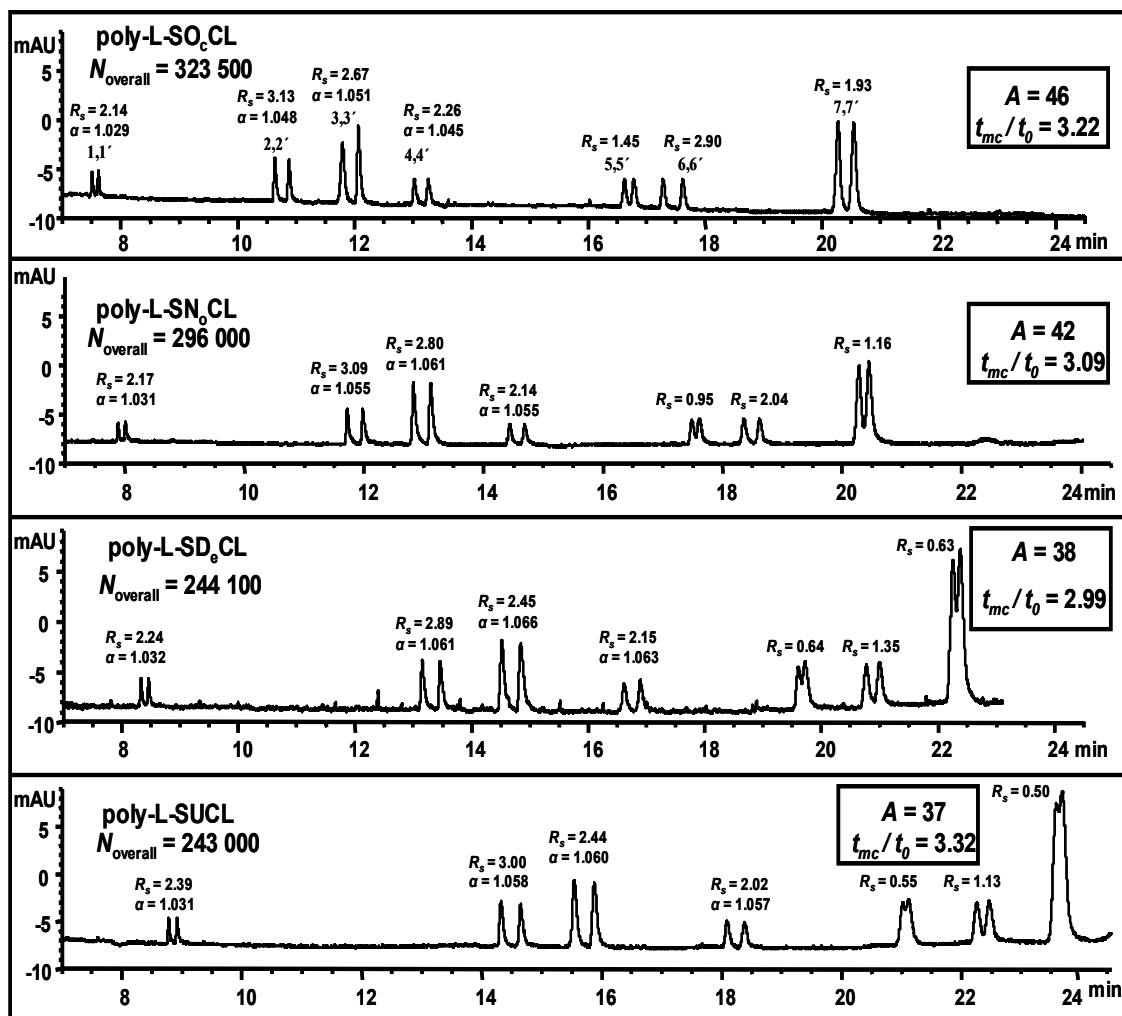 mAU
poly-L-SOcCL
Noverall = 323 500
Rs = 2.14
α = 1.029
1,1´
Rs = 3.13
α = 1.048
2,2´
Rs = 2.67
α = 1.051
3,3´
Rs = 2.26
α = 1.045
4,4´
Rs = 1.45
5,5´
Rs = 2.90
6,6´
Rs = 1.93
7,7´
A = 46
tmc / t0 = 3.22
5
0
-5
-10
8 10 12 14 16 18 20 22 24 min
mAU
poly-L-SNoCL
Noverall = 296 000
Rs = 2.17
α = 1.031
Rs = 3.09
α = 1.055
Rs = 2.80
α = 1.061
Rs = 2.14
α = 1.055
Rs = 0.95
Rs = 2.04
Rs = 1.16
A = 42
tmc / t0 = 3.09
5
0
-5
-10
8 10 12 14 16 18 20 22 24 min
mAU
poly-L-SDeCL
Noverall = 244 100
Rs = 2.24
α = 1.032
Rs = 2.89
α = 1.061
Rs = 2.45
α = 1.066
Rs = 2.15
α = 1.063
Rs = 0.64
Rs = 1.35
Rs = 0.63
A = 38
tmc / t0 = 2.99
5
0
-5
-10
8 10 12 14 16 18 20 22 24 min
mAU
poly-L-SUCL
Noverall = 243 000
Rs = 2.39
α = 1.031
Rs = 3.00
α = 1.058
Rs = 2.44
α = 1.060
Rs = 2.02
α = 1.057
Rs = 0.55
Rs = 1.13
Rs = 0.50
A = 37
tmc / t0 = 3.32
5
0
-5
-10
8 10 12 14 16 18 20 22 24 min